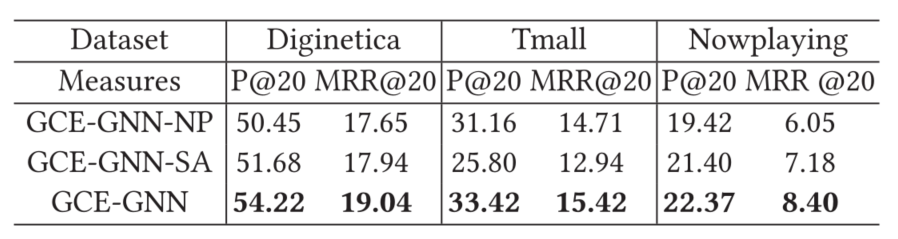 Dataset Diginetica Tmall Nowplaying
Measures P@20 MRR@20 P@20 MRR@20 P@20 MRR @20
GCE-GNN-NP 50.45 17.65 31.16 14.71 19.42 6.05
GCE-GNN-SA 51.68 17.94 25.80 12.94 21.40 7.18
GCE-GNN 54.22 19.04 33.42 15.42 22.37 8.40